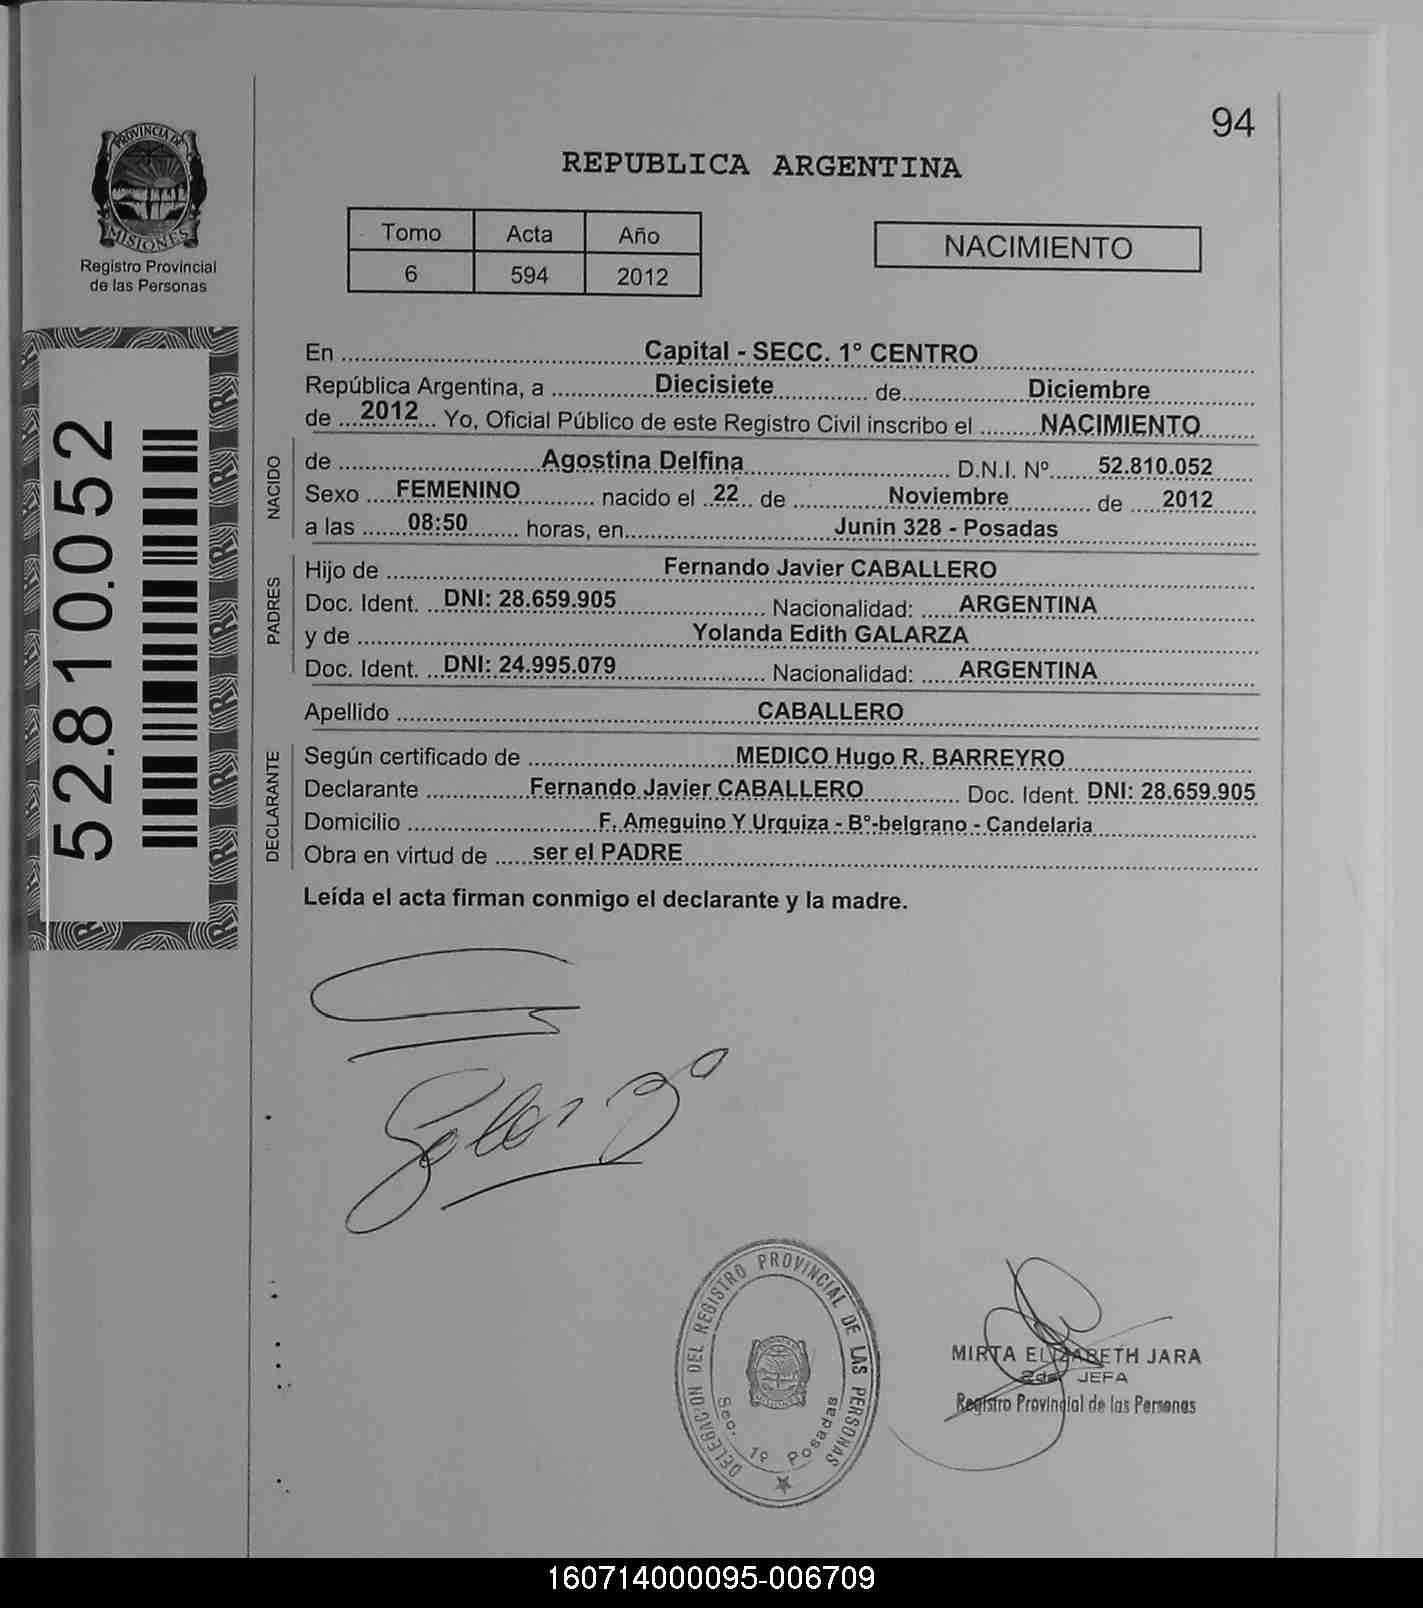 94
PROVINCIA DE
MISIONES
Registro Provincial
de las Personas
REPUBLICA ARGENTINA
Tomo Acta Año
6 594 2012
NACIMIENTO
52.810.052
En Capital - SECC. 1° CENTRO
República Argentina, a Diecisiete de Diciembre
de 2012 Yo, Oficial Público de este Registro Civil inscribo el NACIMIENTO
NACIDO
de Agostina Delfina D.N.I. Nº 52.810.052
Sexo FEMENINO nacido el 22 de Noviembre de 2012
a las 08:50 horas, en Junin 328 - Posadas
PADRES
Hijo de Fernando Javier CABALLERO
Doc. Ident. DNI: 28.659.905 Nacionalidad: ARGENTINA
y de Yolanda Edith GALARZA
Doc. Ident. DNI: 24.995.079 Nacionalidad: ARGENTINA
Apellido CABALLERO
DECLARANTE
Según certificado de MEDICO Hugo R. BARREYRO
Declarante Fernando Javier CABALLERO Doc. Ident. DNI: 28.659.905
Domicilio F. Ameguino Y Urquiza - B°-belgrano - Candelaria
Obra en virtud de ser el PADRE
Leída el acta firman conmigo el declarante y la madre.
DELEGACION DEL REGISTRO PROVINCIAL DE LAS PERSONAS
Sec. 1º Posadas
MIRTA ELIZABETH JARA
2da. JEFA
Registro Provincial de las Personas
160714000095-006709